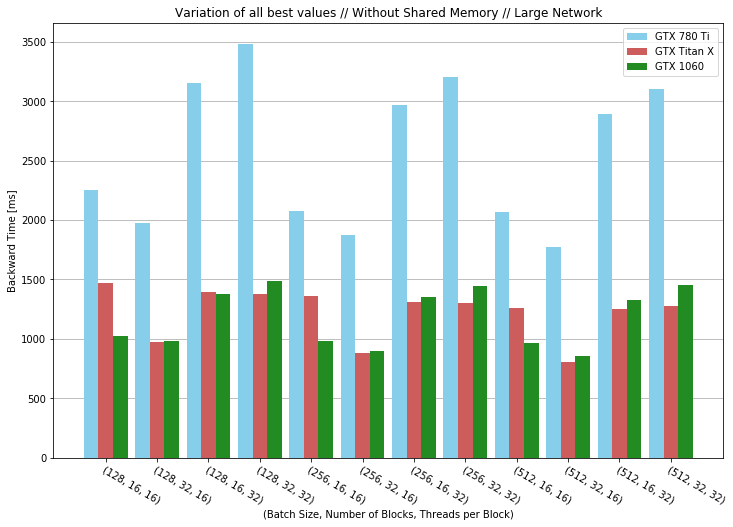 Variation of all best values // Without Shared Memory // Large Network
GTX 780 Ti
GTX Titan X
GTX 1060
Backward Time [ms]
3500
3000
2500
2000
1500
1000
500
0
(128, 16, 16)
(128, 32, 16)
(128, 16, 32)
(128, 32, 32)
(256, 16, 16)
(256, 32, 16)
(256, 16, 32)
(256, 32, 32)
(512, 16, 16)
(512, 32, 16)
(512, 16, 32)
(512, 32, 32)
(Batch Size, Number of Blocks, Threads per Block)